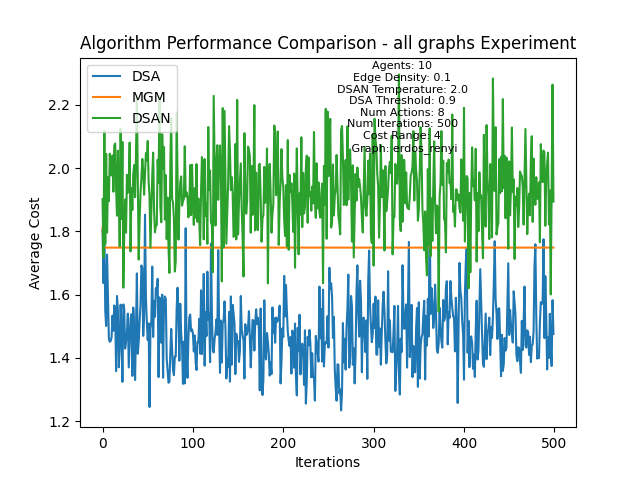 Algorithm Performance Comparison - all graphs Experiment
DSA
MGM
DSAN
Agents: 10
Edge Density: 0.1
DSAN Temperature: 2.0
DSA Threshold: 0.9
Num Actions: 8
Num Iterations: 500
Cost Range: 4
Graph: erdos_renyi
Average Cost
2.2
2.0
1.8
1.6
1.4
1.2
0 100 200 300 400 500
Iterations